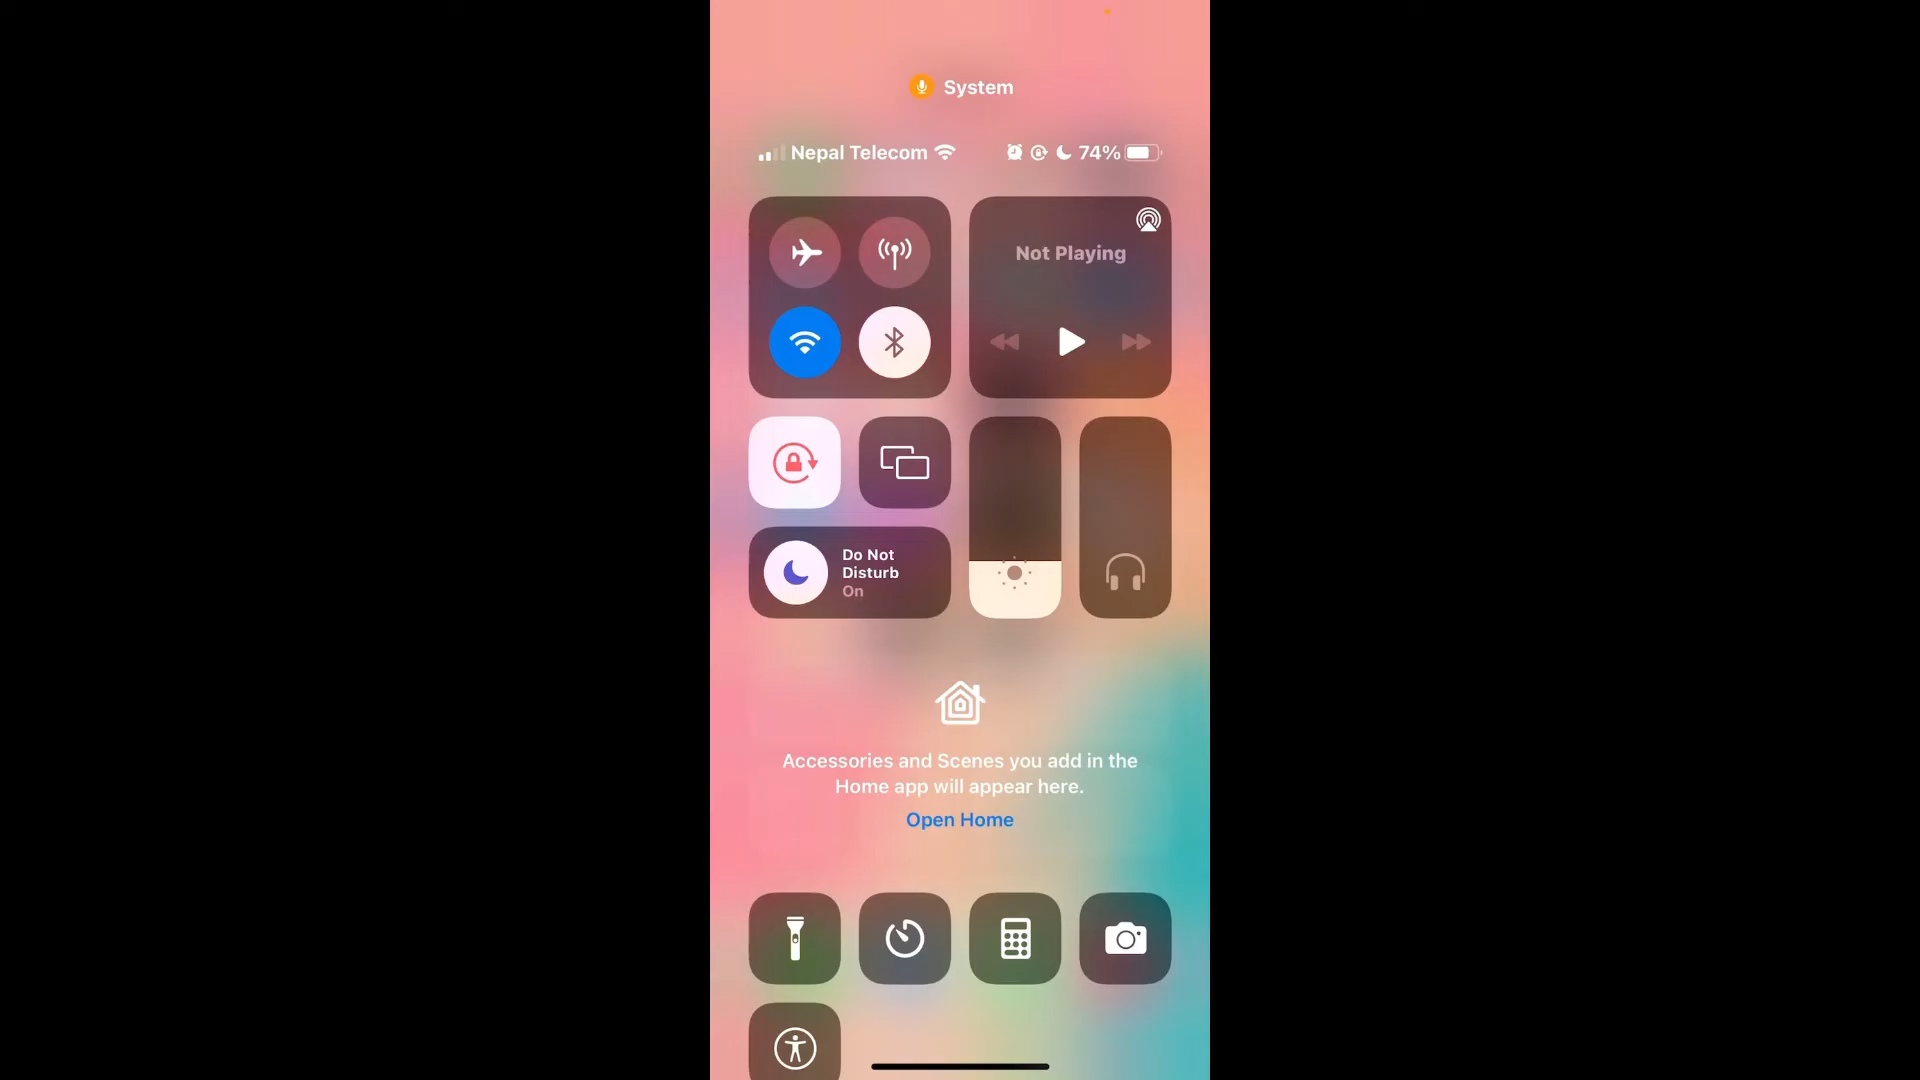 System
Nepal Telecom
74%
Not Playing
Do Not
Disturb
On
Accessories and Scenes you add in the
Home app will appear here.
Open Home